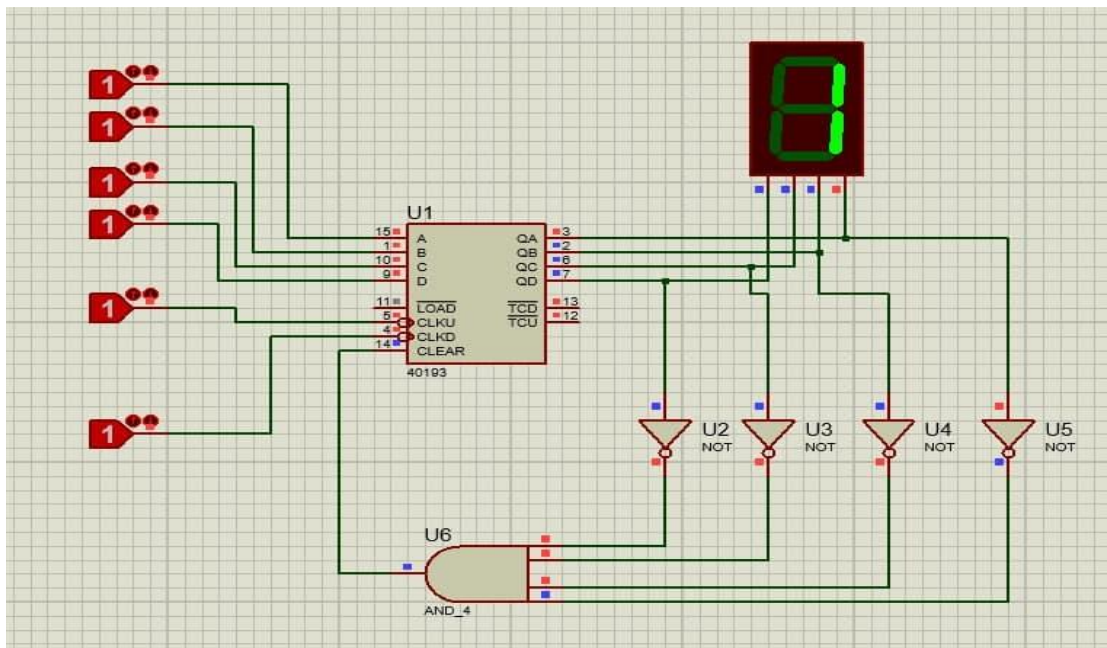 1
1
1
1
1
1
U1
15 A QA 3
1 B QB 2
10 C QC 6
9 D QD 7
11 LOAD TCD 13
5 CLKU TCU 12
4 CLKD
14 CLEAR
40193
1
U2
NOT
U3
NOT
U4
NOT
U5
NOT
U6
AND_4